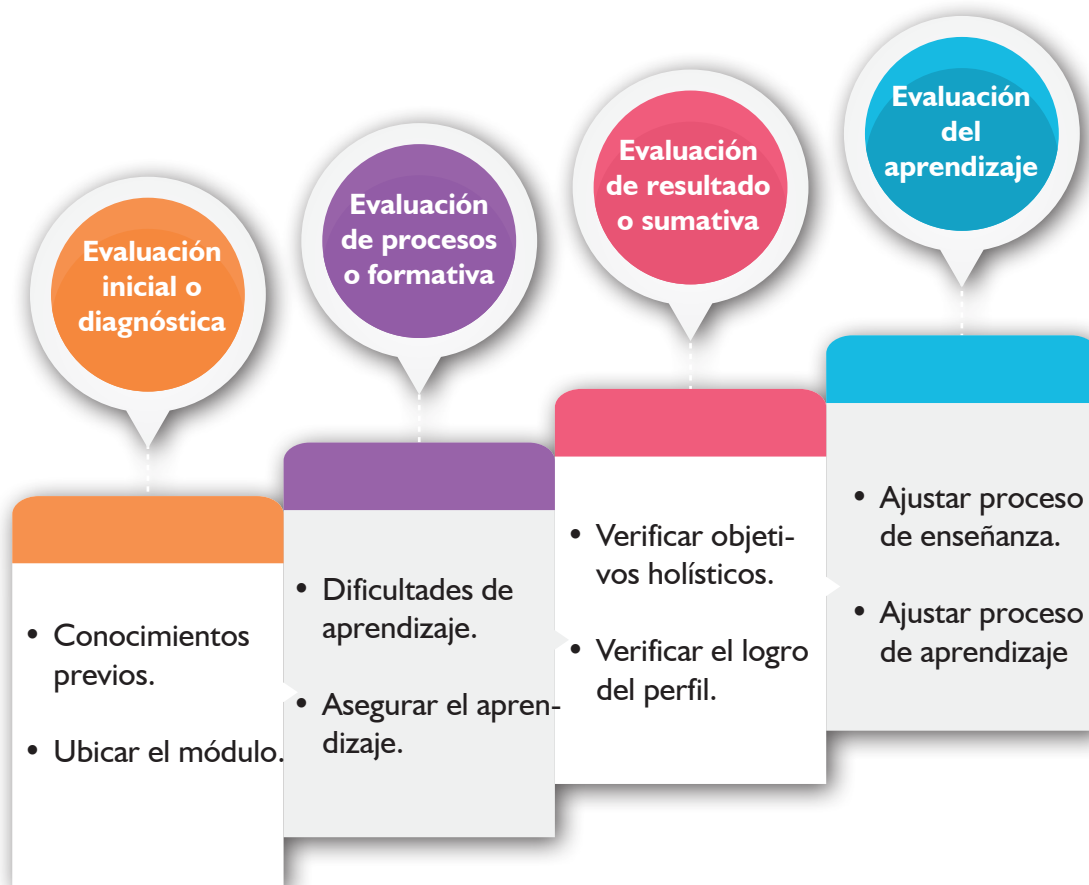 Evaluación
inicial o
diagnóstica
Evaluación
de procesos
o formativa
Evaluación
de resultado
o sumativa
Evaluación
del
aprendizaje
• Conocimientos
previos.
• Ubicar el módulo.
• Dificultades de
aprendizaje.
• Asegurar el apren-
dizaje.
• Verificar objeti-
vos holísticos.
• Verificar el logro
del perfil.
• Ajustar proceso
de enseñanza.
• Ajustar proceso
de aprendizaje